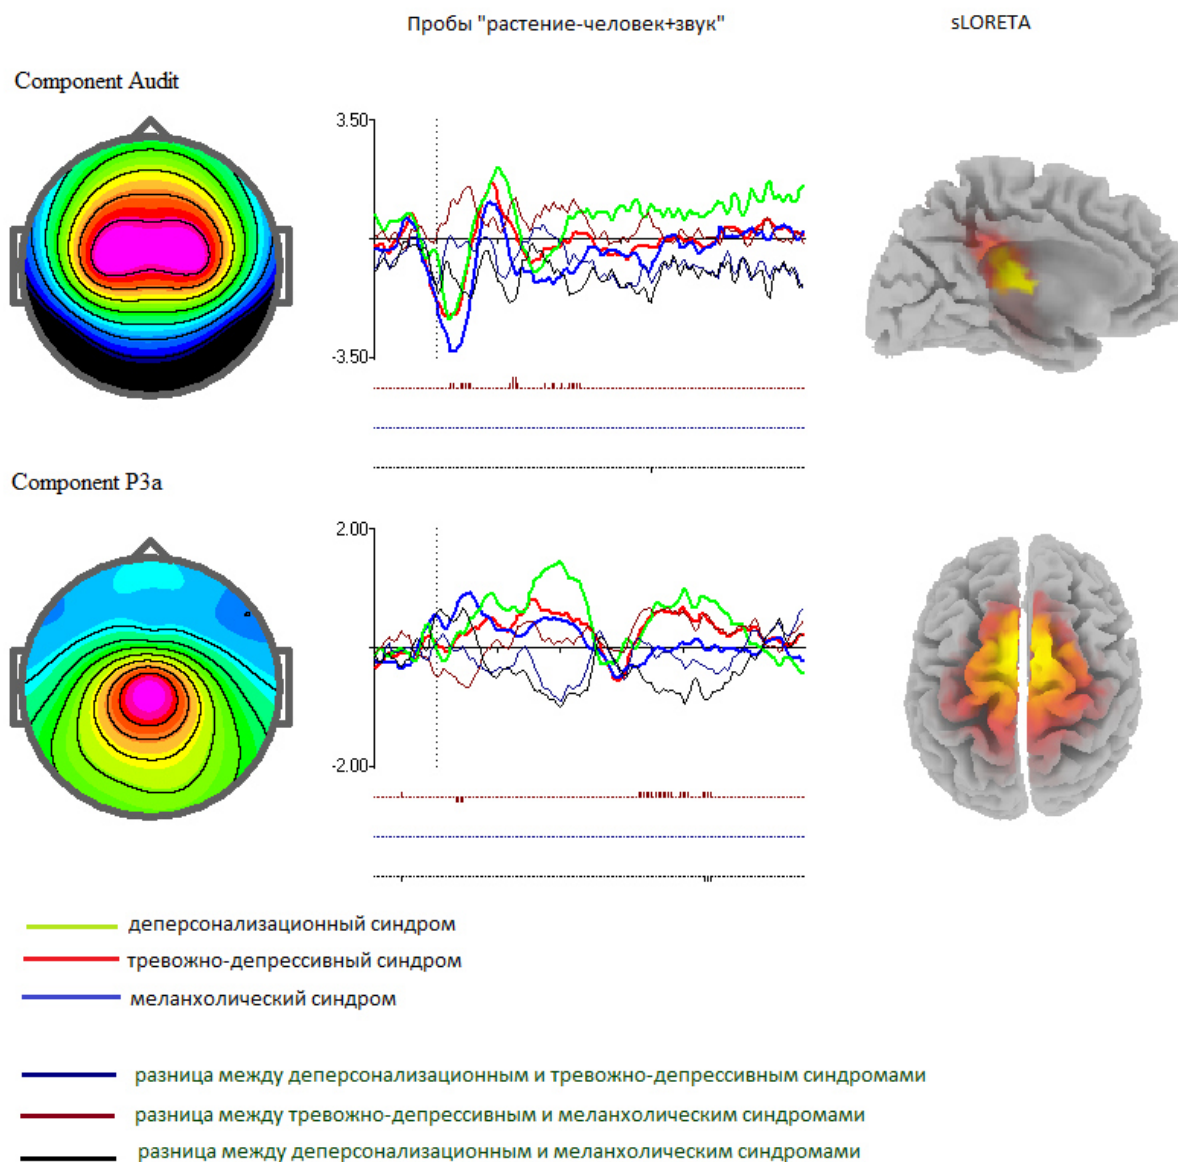 Пробы "растение-человек+звук"
sLORETA
Component Audit
3.50
-3.50
Component P3a
2.00
-2.00
деперсонализационный синдром
тревожно-депрессивный синдром
меланхолический синдром
разница между деперсонализационным и тревожно-депрессивным синдромами
разница между тревожно-депрессивным и меланхолическим синдромами
разница между деперсонализационным и меланхолическим синдромами